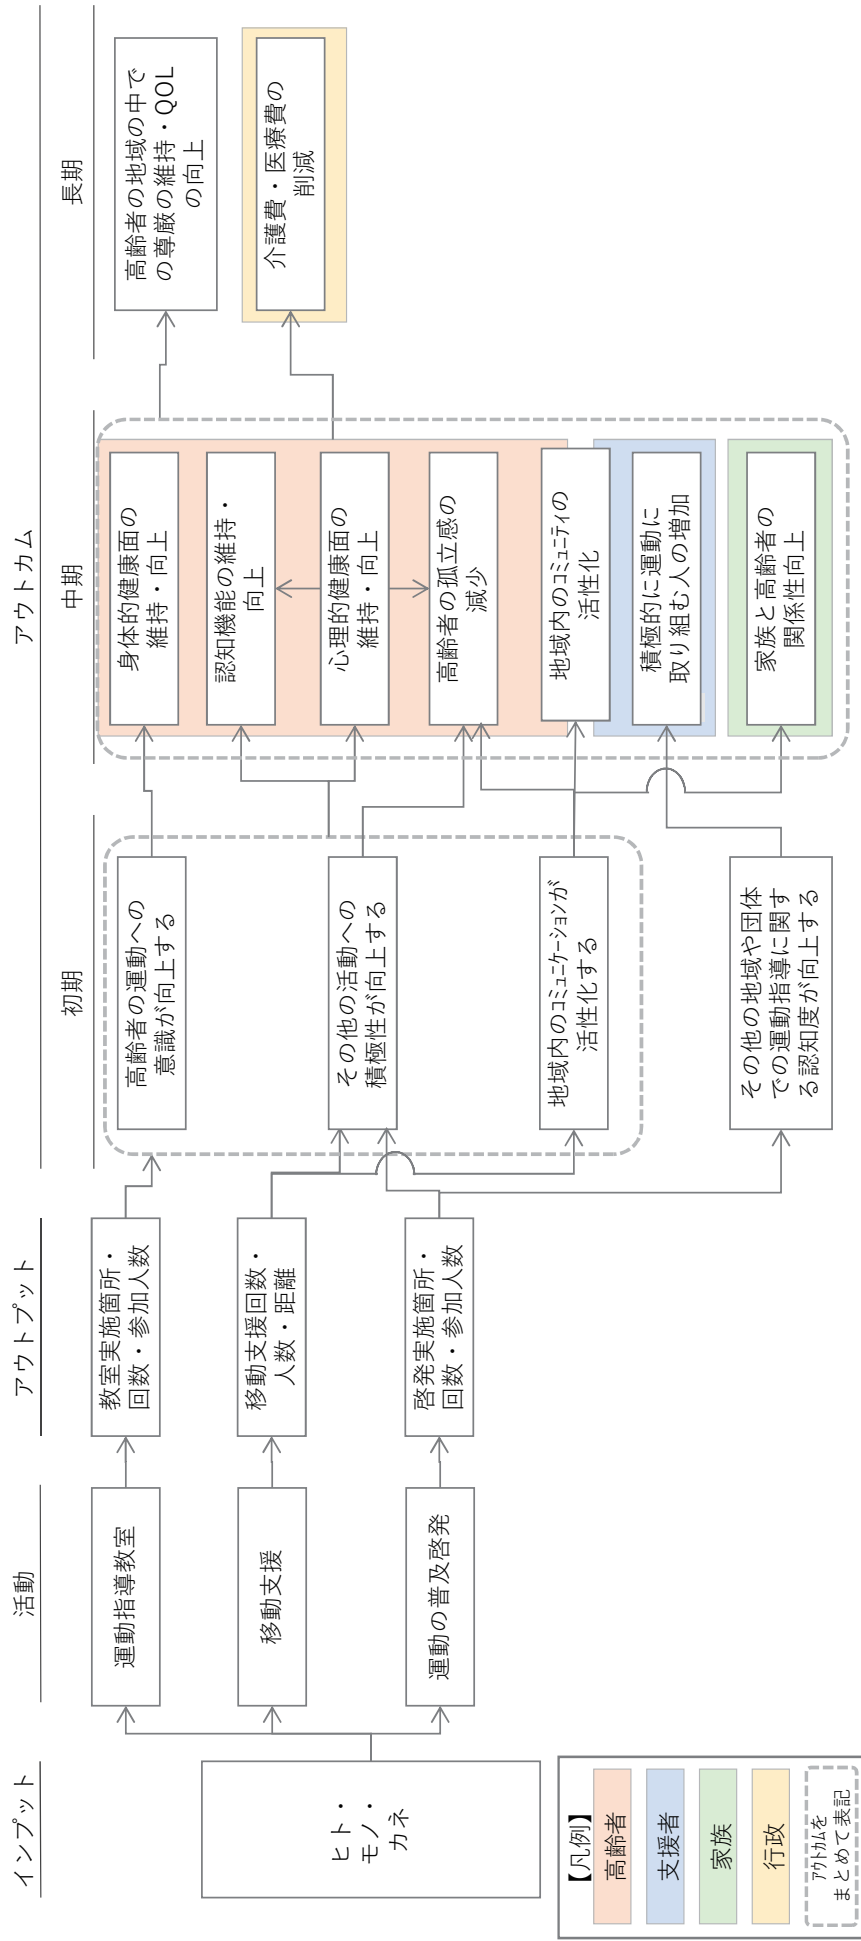 インプット
活動
アウトプット
アウトカム
初期
中期
長期
ヒト・
モノ・
カネ
運動指導教室
移動支援
運動の普及啓発
教室実施箇所・
回数・参加人数
移動支援回数・
人数・距離
啓発実施箇所・
回数・参加人数
高齢者の運動への
意識が向上する
その他の活動への
積極性が向上する
地域内のコミュニケーションが
活性化する
その他の地域や団体
での運動指導に関す
る認知度が向上する
身体的健康面の
維持・向上
認知機能の維持・
向上
心理的健康面の
維持・向上
高齢者の孤立感の
減少
地域内のコミュニティの
活性化
積極的に運動に
取り組む人の増加
家族と高齢者の
関係性向上
高齢者の地域の中で
の尊厳の維持・QOL
の向上
介護費・医療費の
削減
【凡例】
高齢者
支援者
家族
行政
アウトカムを
まとめて表記